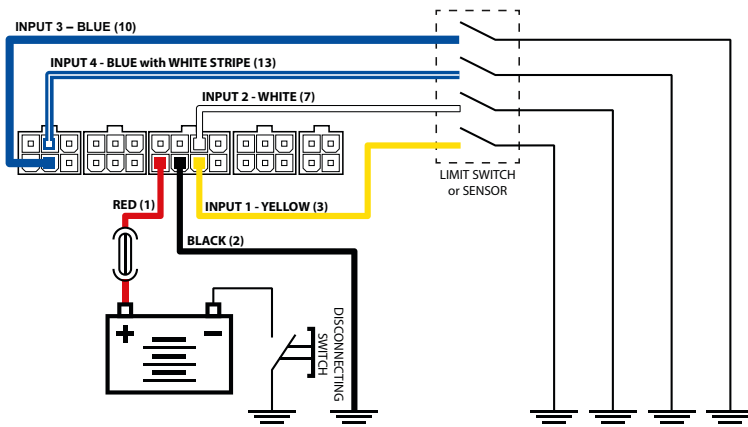 INPUT 3 – BLUE (10)
INPUT 4 - BLUE with WHITE STRIPE (13)
INPUT 2 - WHITE (7)
LIMIT SWITCH
or SENSOR
RED (1)
INPUT 1 - YELLOW (3)
BLACK (2)
+
–
DISCONNECTING
SWITCH